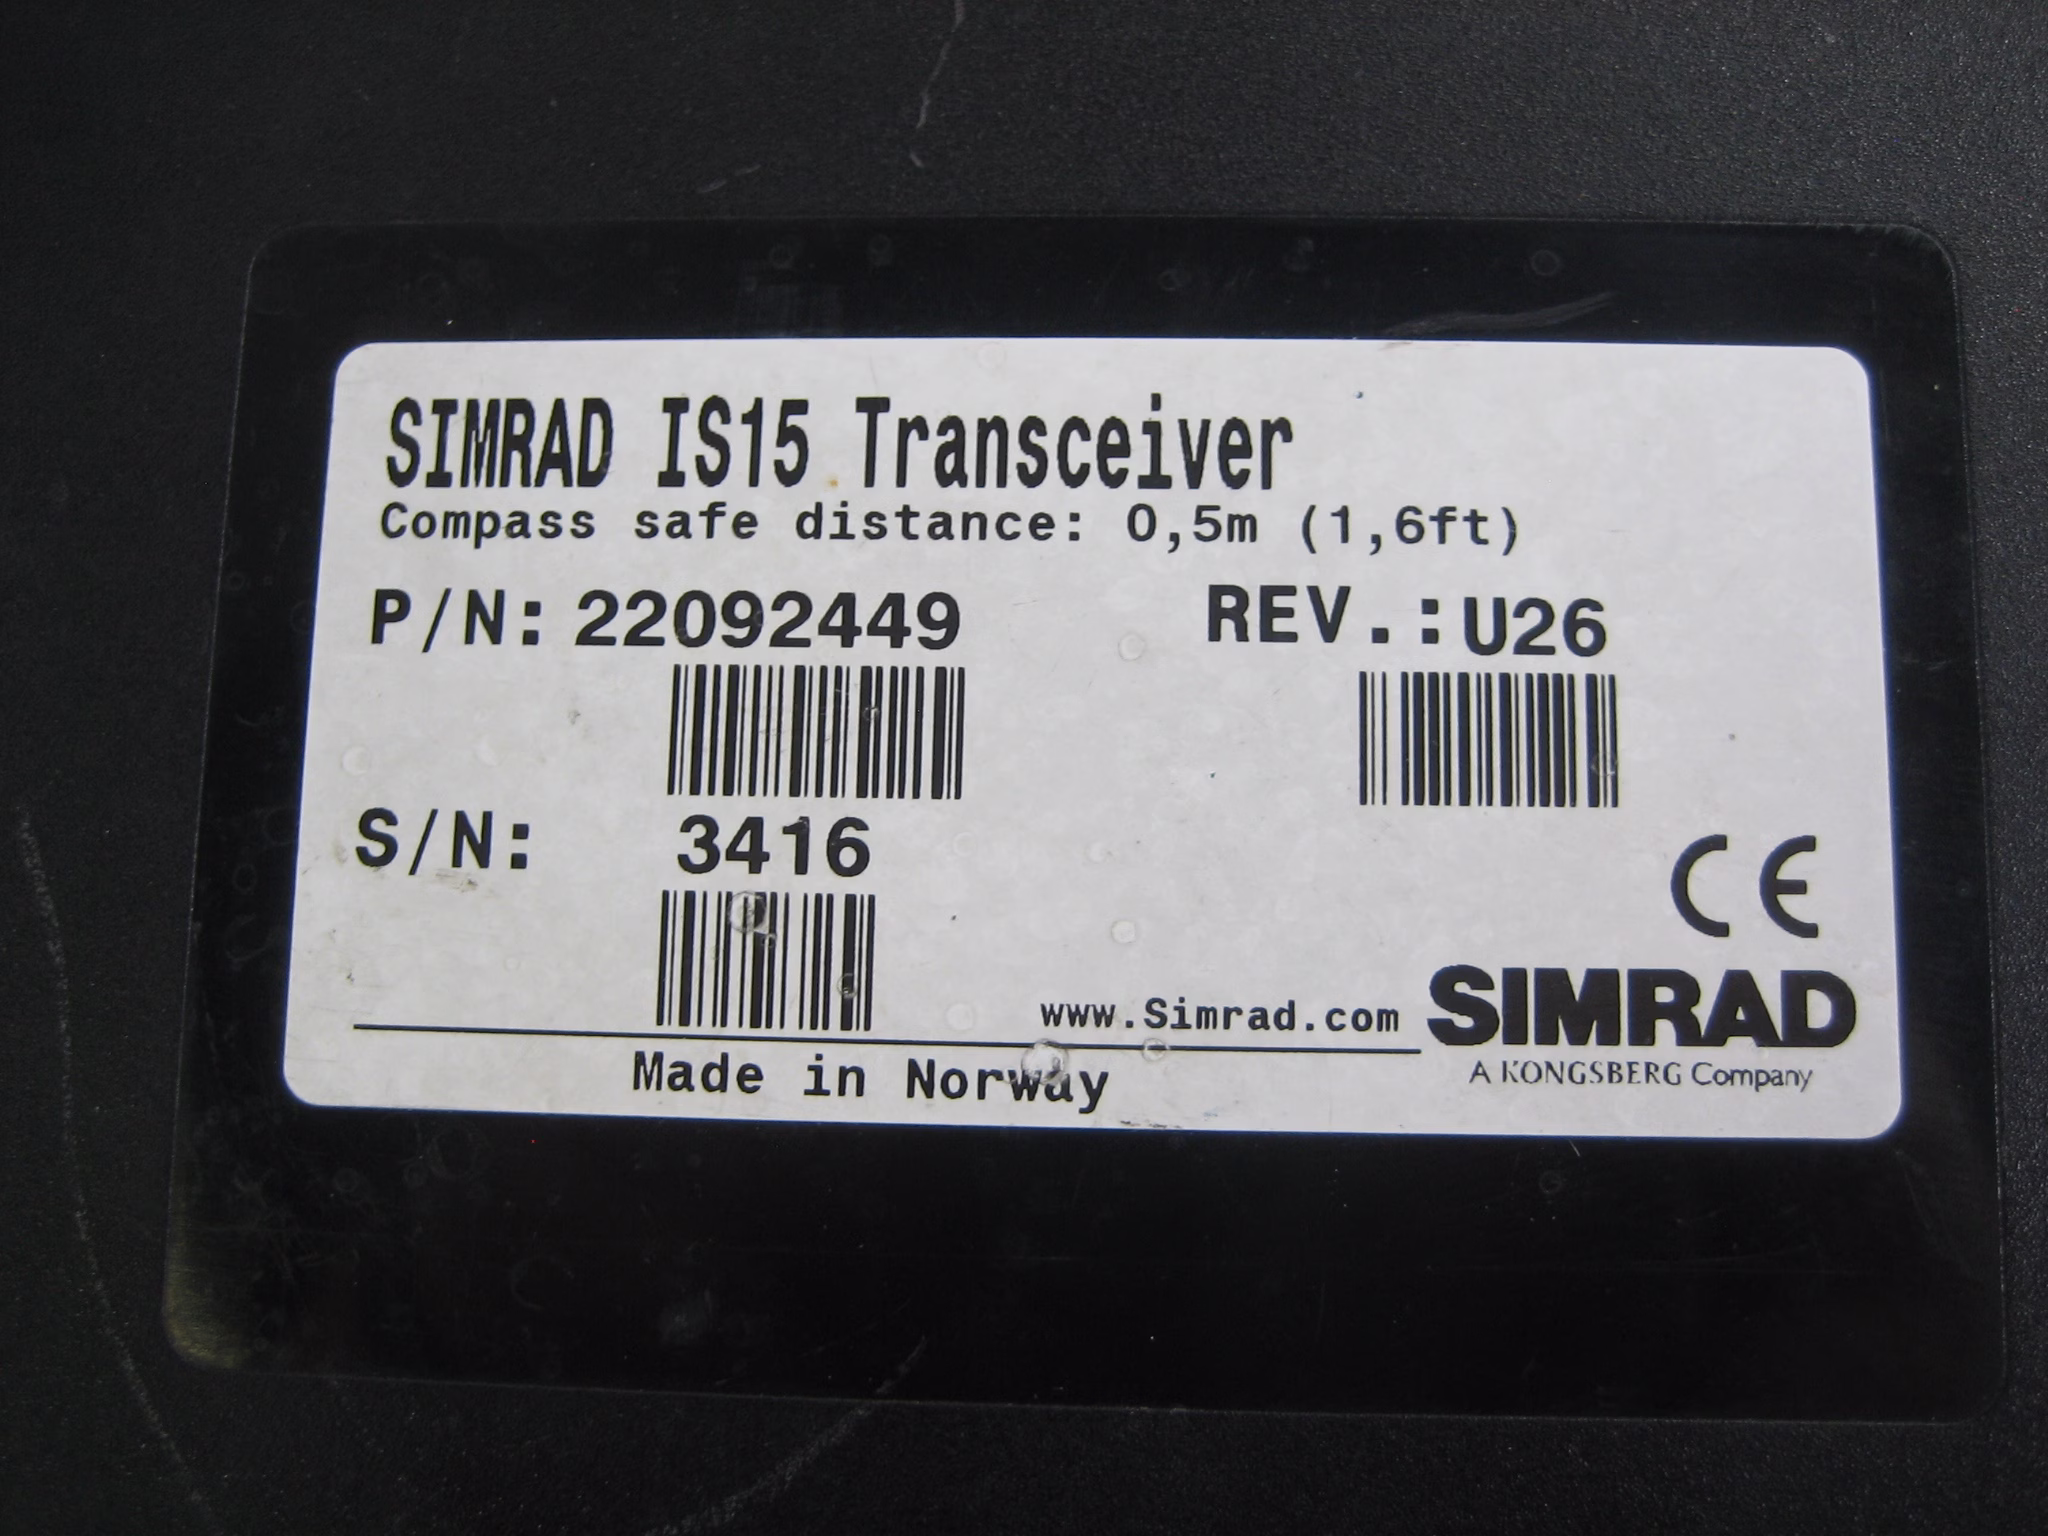 SIMRAD IS15 Transceiver
Compass safe distance: 0,5m (1,6ft)
P/N: 22092449 REV.: U26
S/N: 3416
CE
www.Simrad.com
SIMRAD
A KONGSBERG Company
Made in Norway